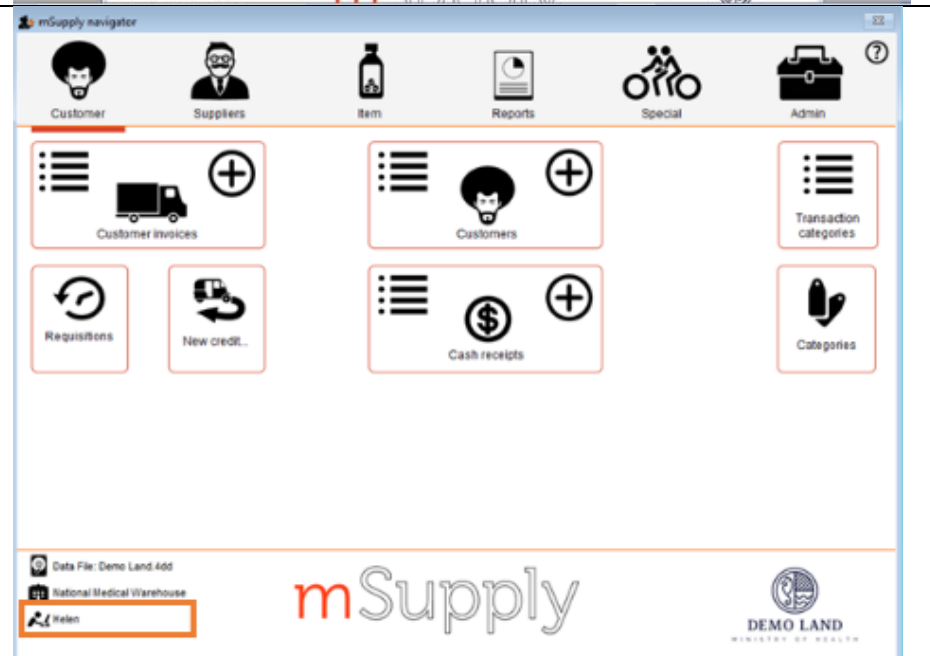 mSupply navigator
Customer
Suppliers
Item
Reports
Special
Admin
?
Customer invoices
Customers
Transaction
categories
Requisitions
New credit...
Cash receipts
Categories
Data File: Demo Land.4dd
National Medical Warehouse
Helen
mSupply
DEMO LAND
MINISTRY OF HEALTH